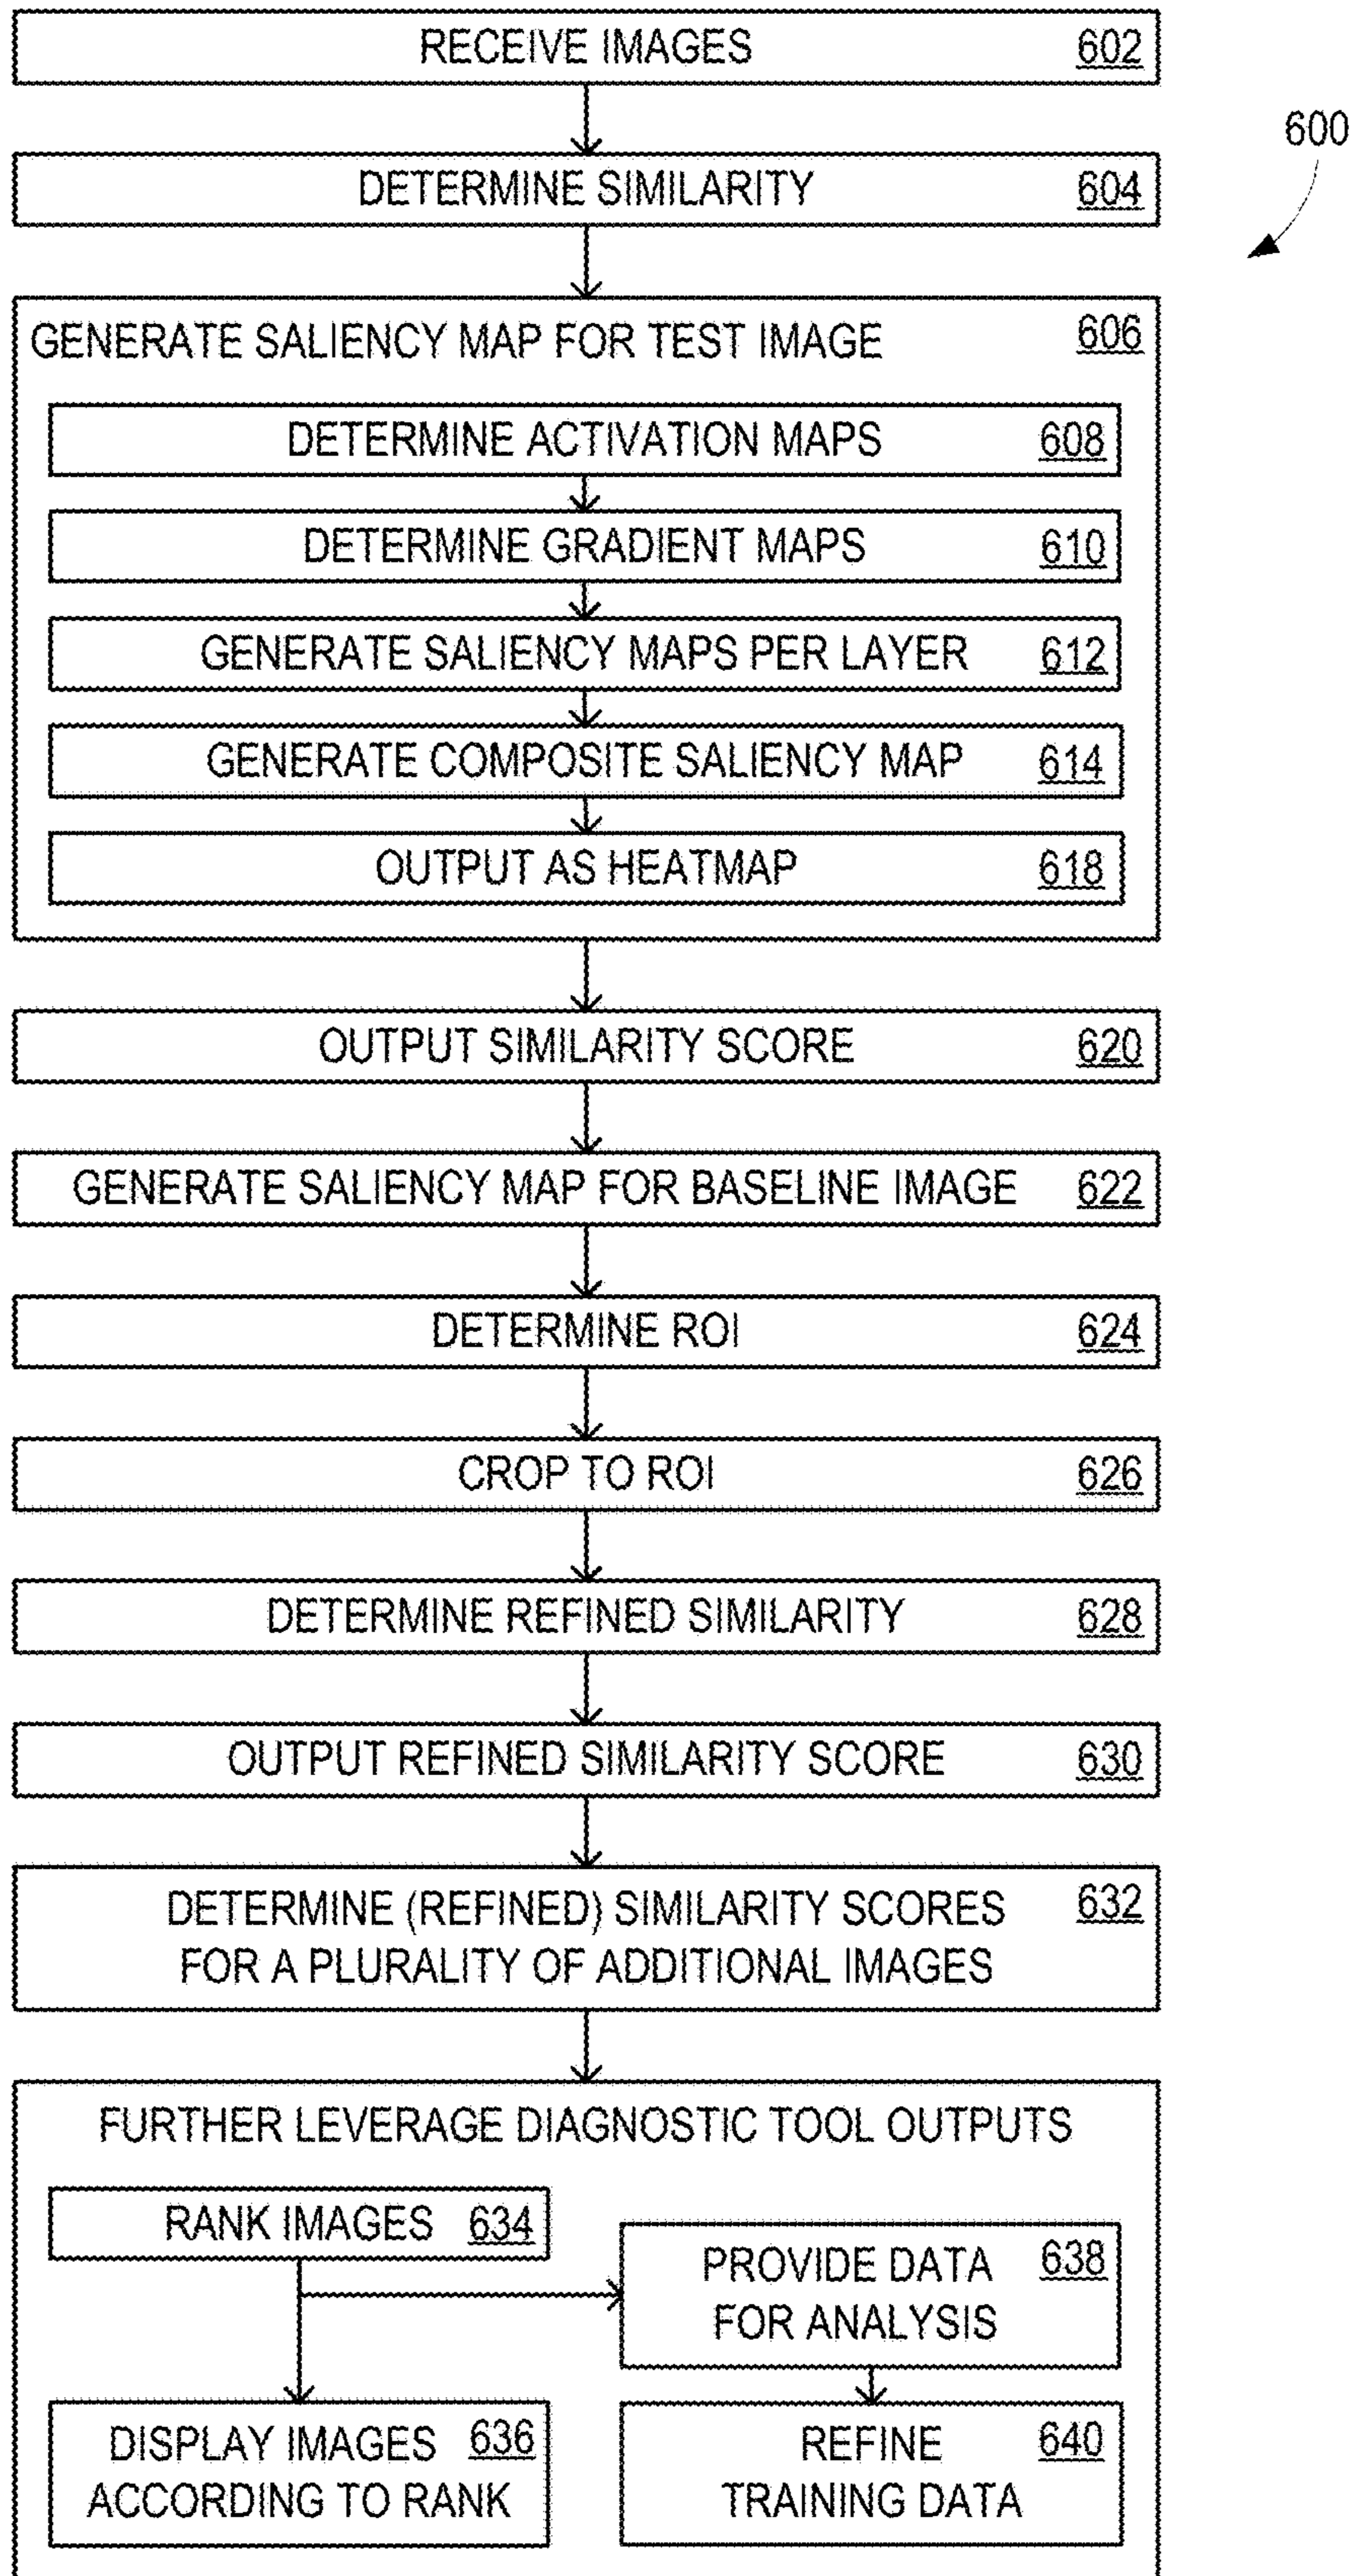 RECEIVE IMAGES 602
600
DETERMINE SIMILARITY 604
GENERATE SALIENCY MAP FOR TEST IMAGE 606
DETERMINE ACTIVATION MAPS 608
DETERMINE GRADIENT MAPS 610
GENERATE SALIENCY MAPS PER LAYER 612
GENERATE COMPOSITE SALIENCY MAP 614
OUTPUT AS HEATMAP 618
OUTPUT SIMILARITY SCORE 620
GENERATE SALIENCY MAP FOR BASELINE IMAGE 622
DETERMINE ROI 624
CROP TO ROI 626
DETERMINE REFINED SIMILARITY 628
OUTPUT REFINED SIMILARITY SCORE 630
DETERMINE (REFINED) SIMILARITY SCORES 632
FOR A PLURALITY OF ADDITIONAL IMAGES
FURTHER LEVERAGE DIAGNOSTIC TOOL OUTPUTS
RANK IMAGES 634
PROVIDE DATA 638
FOR ANALYSIS
DISPLAY IMAGES 636
ACCORDING TO RANK
REFINE 640
TRAINING DATA